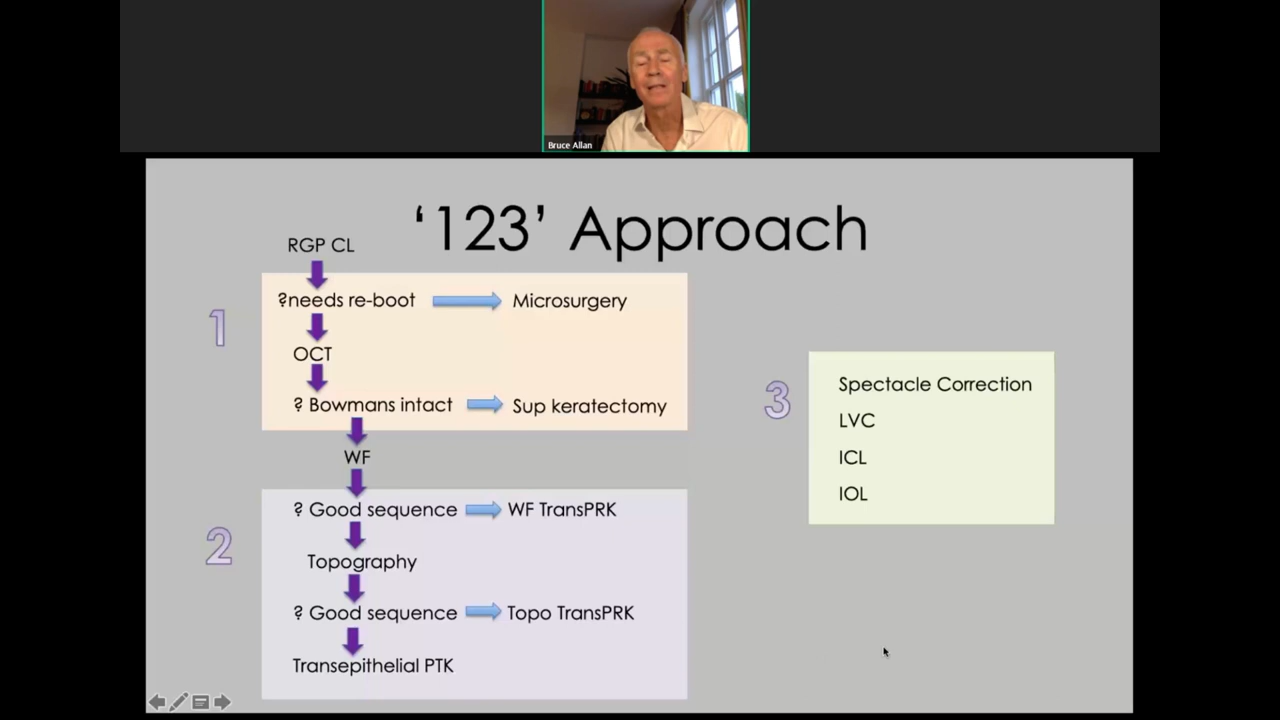 Bruce Allan
‘123’ Approach
RGP CL
1
?needs re-boot
Microsurgery
OCT
? Bowmans intact
Sup keratectomy
WF
2
? Good sequence
WF TransPRK
Topography
? Good sequence
Topo TransPRK
Transepithelial PTK
3
Spectacle Correction
LVC
ICL
IOL